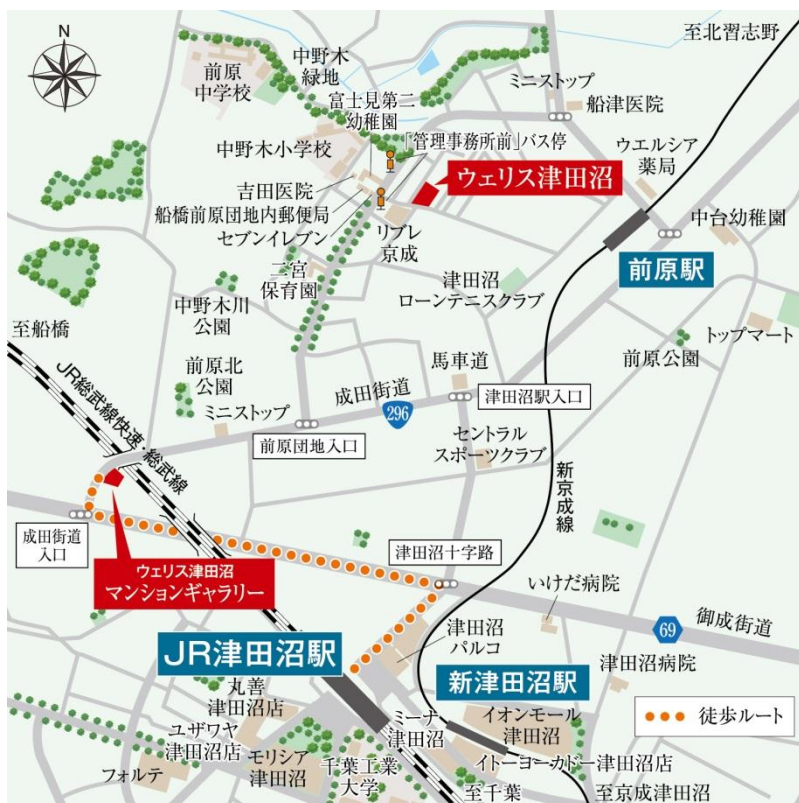 N
至北習志野
中野木
緑地
前原
中学校
ミニストップ
船津医院
富士見第二
幼稚園
「管理事務所前」バス停
中野木小学校
ウエルシア
薬局
ウェリス津田沼
吉田医院
船橋前原団地内郵便局
セブンイレブン
リブレ
京成
中台幼稚園
二宮
保育園
前原駅
津田沼
ローンテニスクラブ
中野木川
公園
至船橋
トップマート
前原公園
馬車道
前原北
公園
成田街道
JR総武線快速・総武線
ミニストップ
296
津田沼駅入口
前原団地入口
セントラル
スポーツクラブ
新京成線
成田街道
入口
津田沼十字路
ウェリス津田沼
マンションギャラリー
いけだ病院
御成街道
69
津田沼
パルコ
JR津田沼駅
津田沼病院
新津田沼駅
丸善
津田沼店
ミーナ
津田沼
イオンモール
津田沼
徒歩ルート
ユザワヤ
津田沼店
モリシア
津田沼
イトーヨーカドー津田沼店
フォルテ
千葉工業
大学
至千葉
至京成津田沼